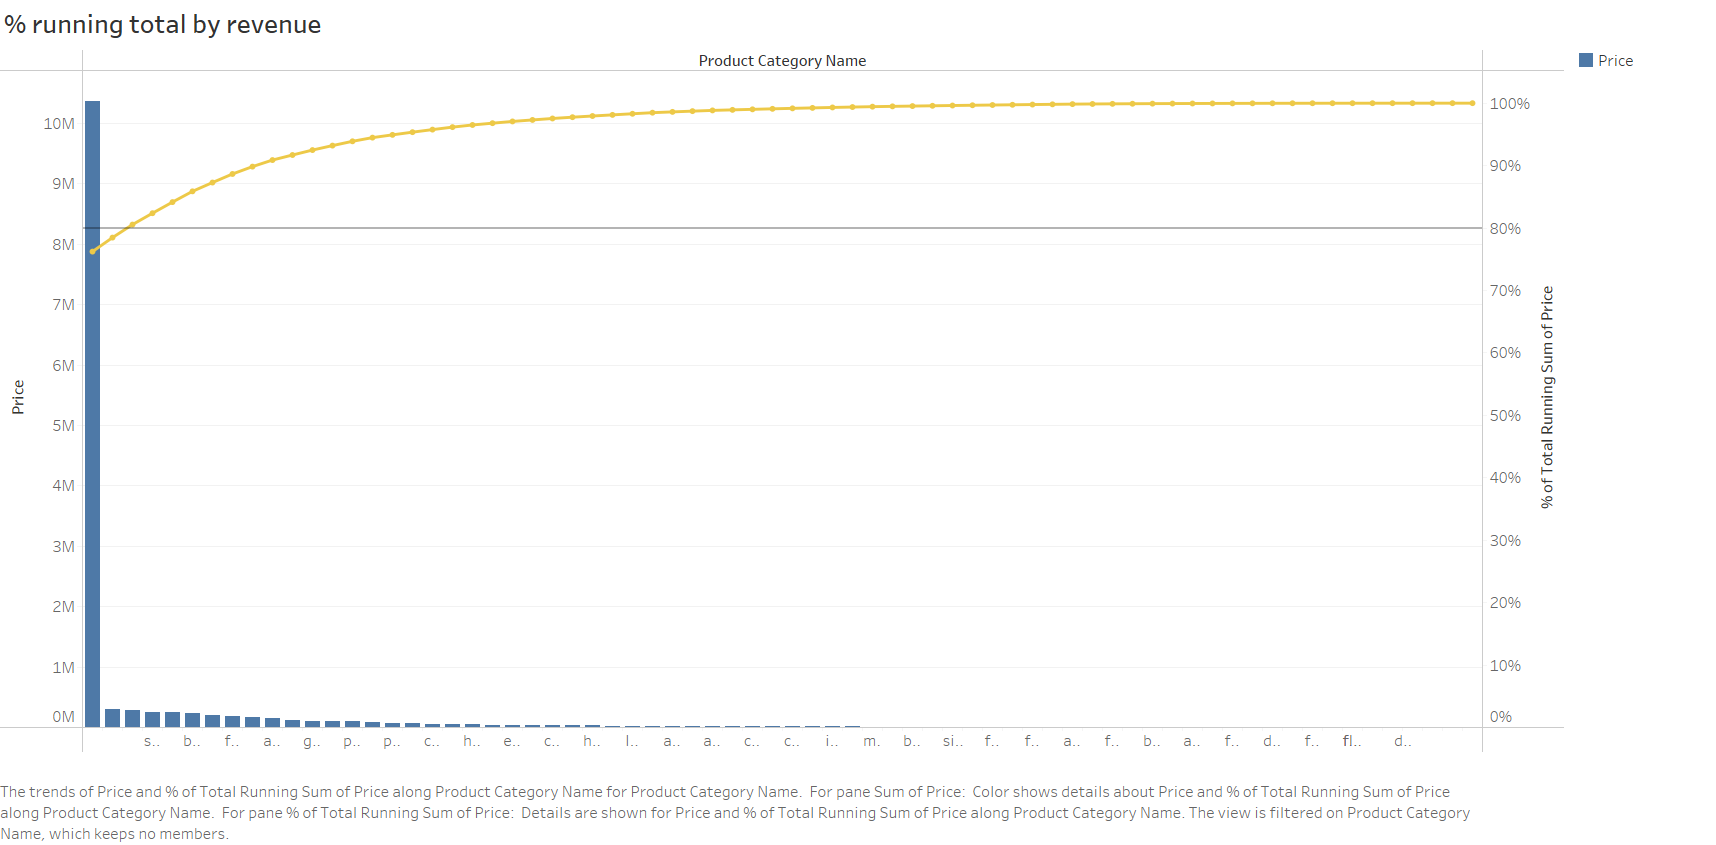 % running total by revenue
Product Category Name
Price
10M
9M
8M
7M
6M
5M
4M
3M
2M
1M
0M
Price
100%
90%
80%
70%
60%
50%
40%
30%
20%
10%
0%
% of Total Running Sum of Price
s.. b.. f.. a.. g.. p.. p.. c.. h.. e.. c.. h.. l.. a.. a.. c.. c.. i.. m. b.. si.. f.. f.. a.. f.. b.. a.. f.. d.. f.. fl.. d..
The trends of Price and % of Total Running Sum of Price along Product Category Name for Product Category Name.  For pane Sum of Price:  Color shows details about Price and % of Total Running Sum of Price
along Product Category Name.  For pane % of Total Running Sum of Price:  Details are shown for Price and % of Total Running Sum of Price along Product Category Name. The view is filtered on Product Category
Name, which keeps no members.